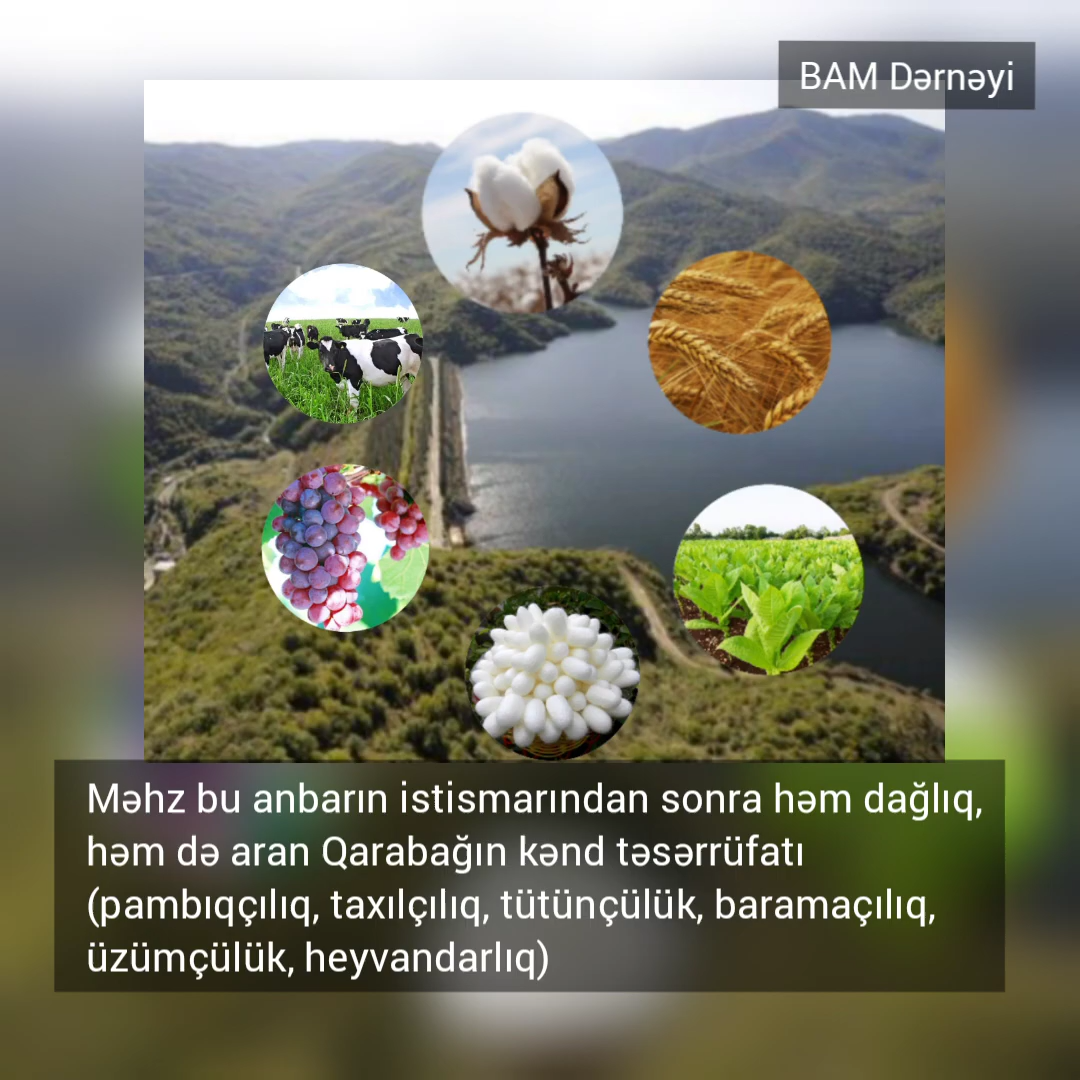 BAM Dərnəyi
Məhz bu anbarın istismarından sonra həm dağlıq,
həm də aran Qarabağın kənd təsərrüfatı
(pambıqçılıq, taxılçılıq, tütünçülük, baramaçılıq,
üzümçülük, heyvandarlıq)